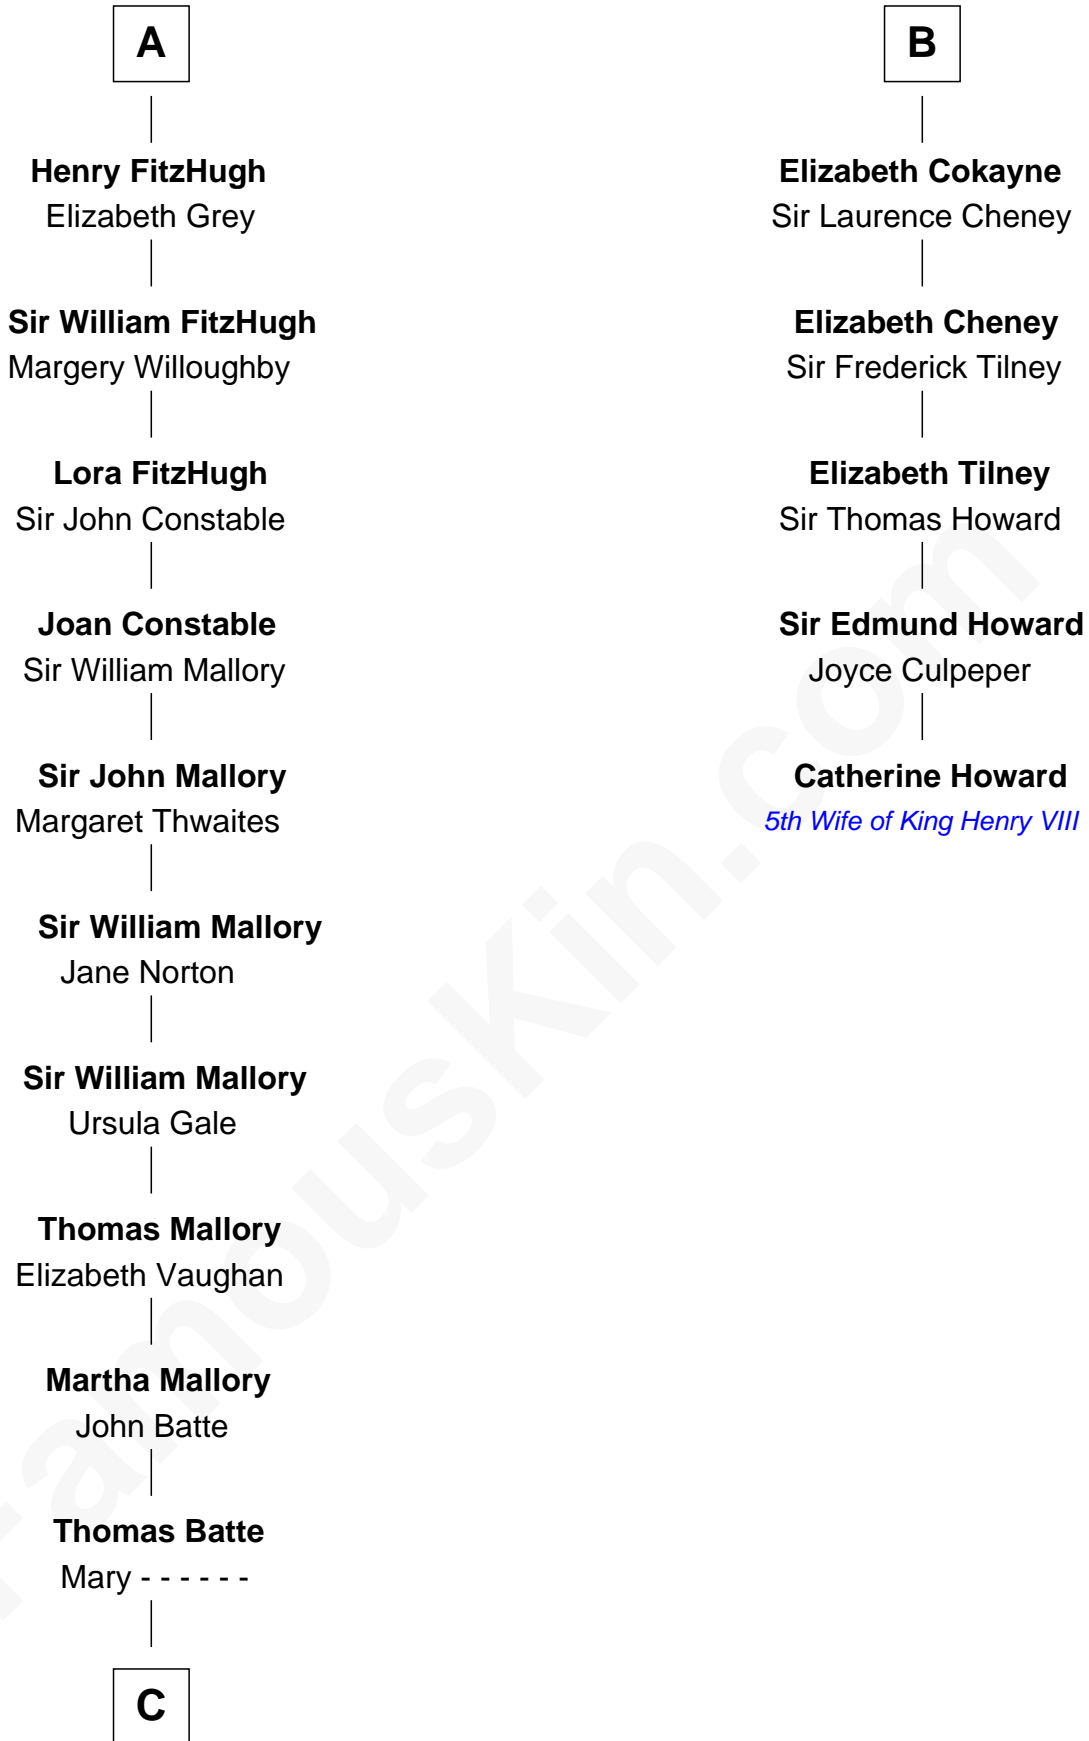 A
Henry FitzHugh
Elizabeth Grey
Sir William FitzHugh
Margery Willoughby
Lora FitzHugh
Sir John Constable
Joan Constable
Sir William Mallory
Sir John Mallory
Margaret Thwaites
Sir William Mallory
Jane Norton
Sir William Mallory
Ursula Gale
Thomas Mallory
Elizabeth Vaughan
Martha Mallory
John Batte
Thomas Batte
Mary - - - - - -
C
B
Elizabeth Cokayne
Sir Laurence Cheney
Elizabeth Cheney
Sir Frederick Tilney
Elizabeth Tilney
Sir Thomas Howard
Sir Edmund Howard
Joyce Culpeper
Catherine Howard
5th Wife of King Henry VIII
FamousKin.com